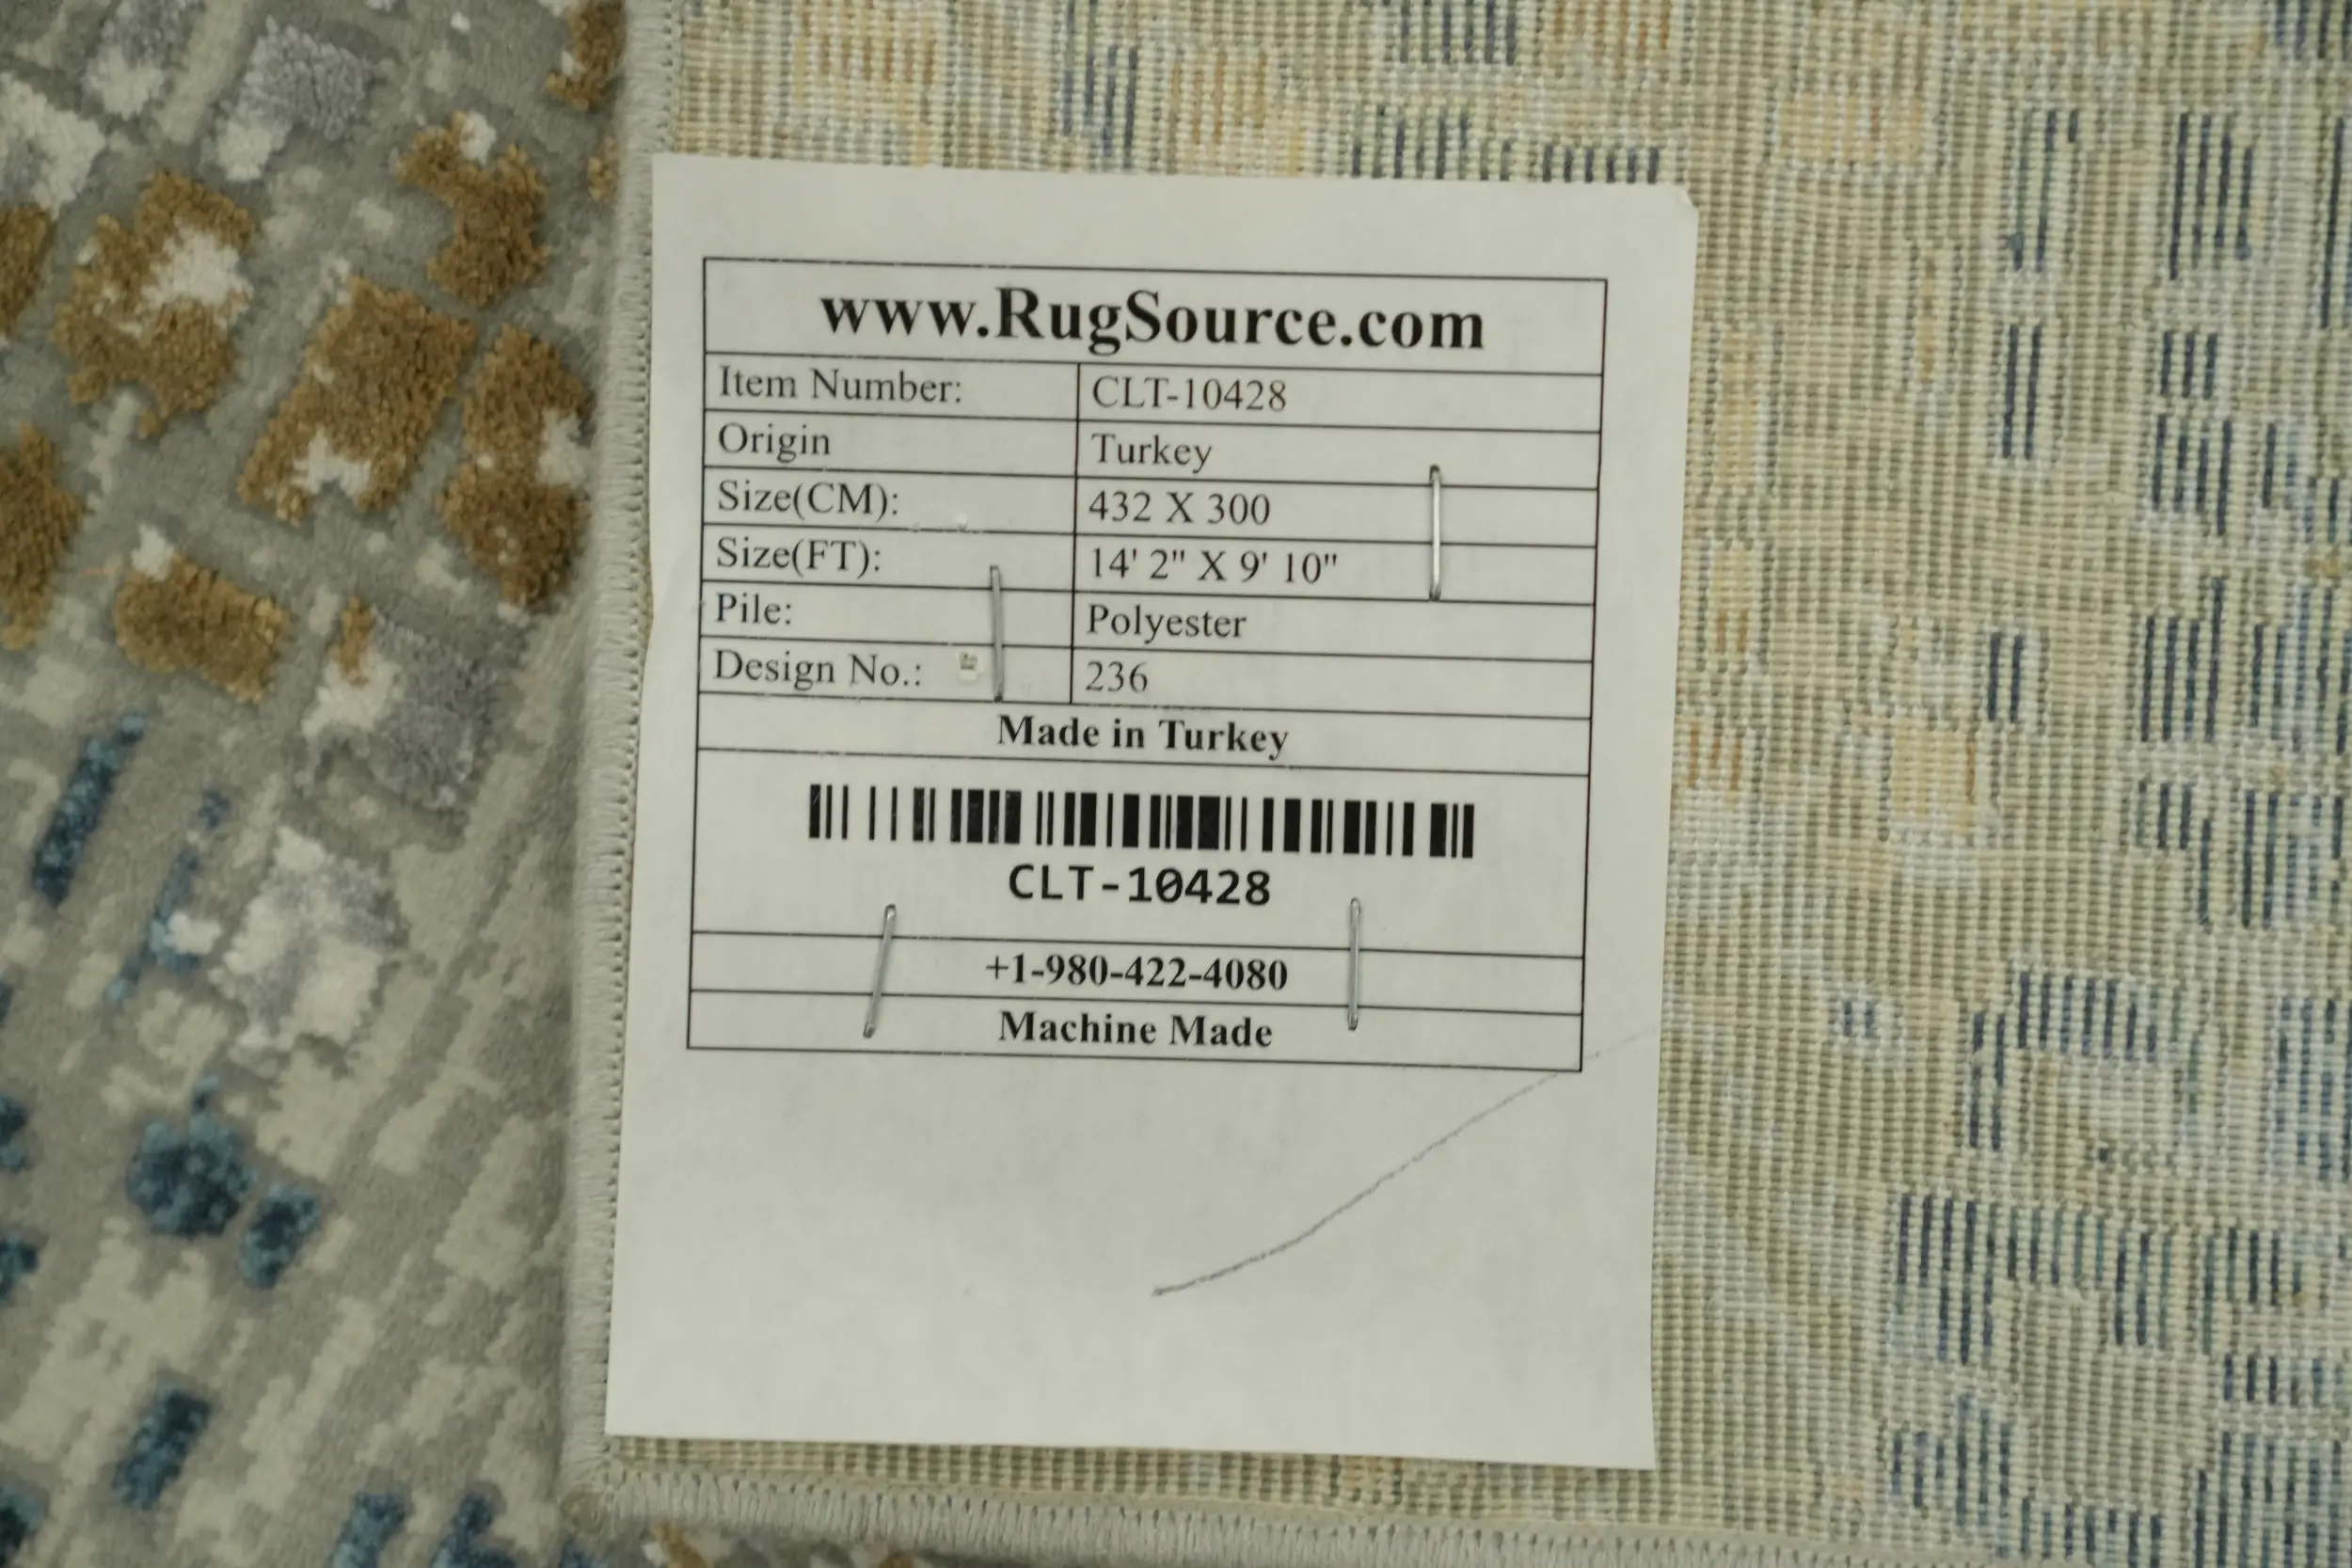 www.RugSource.com
Item Number: CLT-10428
Origin Turkey
Size(CM): 432 X 300
Size(FT): 14' 2" X 9' 10"
Pile: Polyester
Design No.: 236
Made in Turkey
CLT-10428
+1-980-422-4080
Machine Made